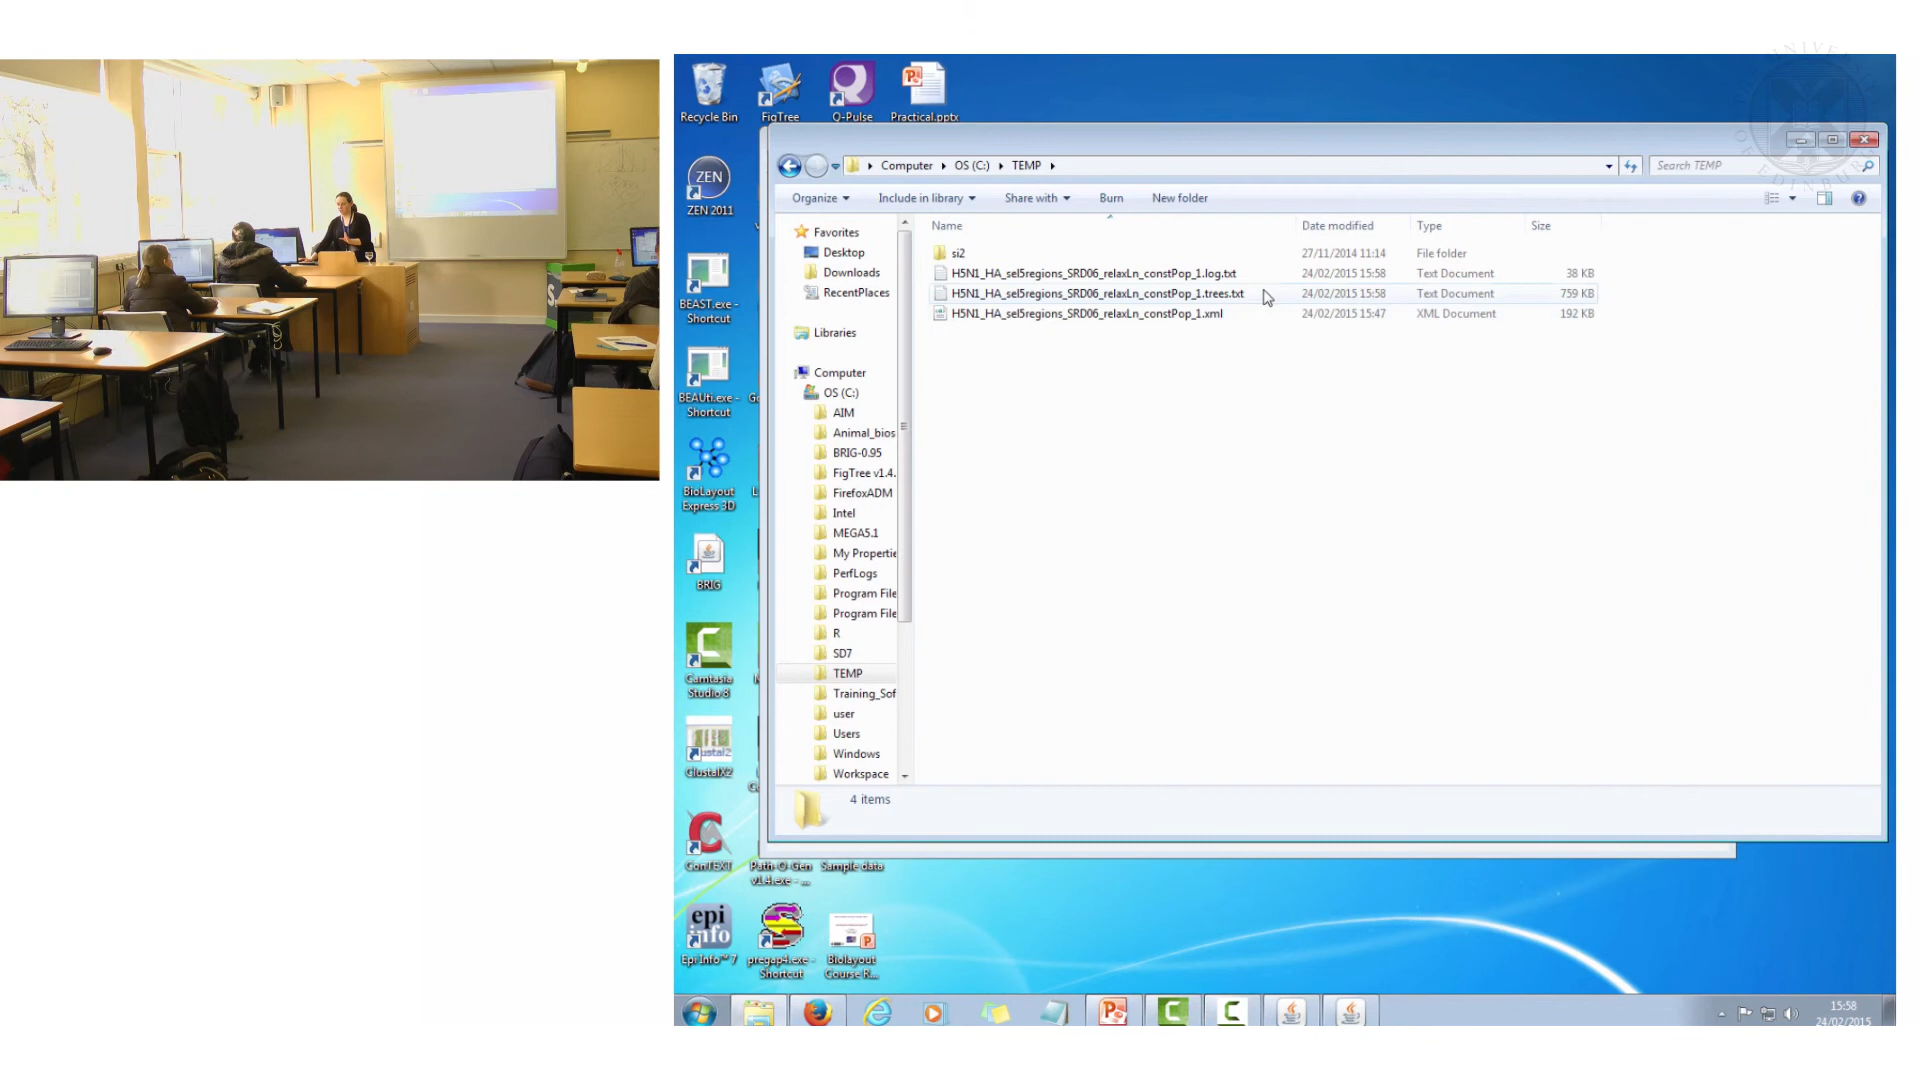 Recycle Bin
FigTree
Q-Pulse
Practical.pptx
Computer
OS (C:)
TEMP
Search TEMP
Organize
Include in library
Share with
Burn
New folder
Name
Date modified
Type
Size
Favorites
Desktop
Downloads
RecentPlaces
Libraries
Computer
OS (C:)
AIM
Animal_bios
BRIG-0.95
FigTree v1.4.
FirefoxADM
Intel
MEGA5.1
My Propertie
PerfLogs
Program File
Program File
R
SD7
TEMP
Training_Sof
user
Users
Windows
Workspace
si2
27/11/2014 11:14
File folder
H5N1_HA_sel5regions_SRD06_relaxLn_constPop_1.log.txt
24/02/2015 15:58
Text Document
38 KB
H5N1_HA_sel5regions_SRD06_relaxLn_constPop_1.trees.txt
24/02/2015 15:58
Text Document
759 KB
H5N1_HA_sel5regions_SRD06_relaxLn_constPop_1.xml
24/02/2015 15:47
XML Document
192 KB
4 items
ZEN
ZEN 2011
BEAST.exe -
Shortcut
BEAUti.exe -
Shortcut
BioLayout
Express 3D
BRIG
Camtasia
Studio 8
ClustalX2
ConTEXT
Path-O-Gen
v1.4.exe - ...
Sample data
epi
info
Epi Info™ 7
pregap4.exe -
Shortcut
Biolayout
Course R...
15:58
24/02/2015